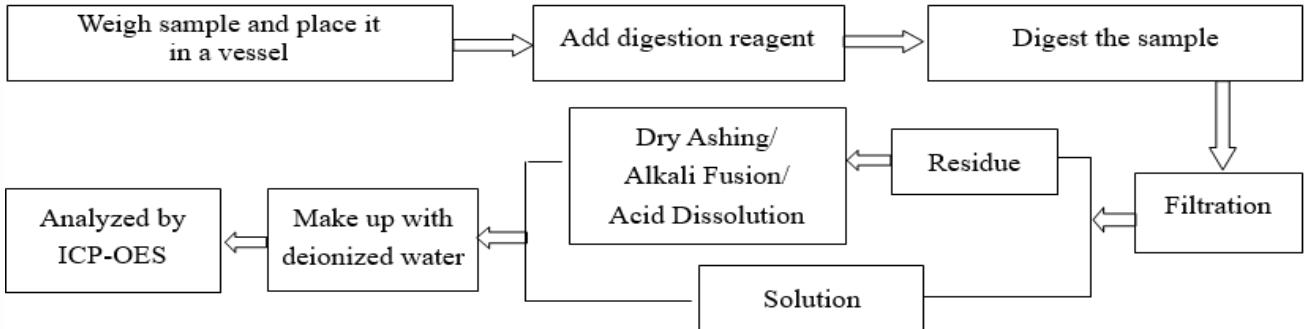 Weigh sample and place it
in a vessel
Add digestion reagent
Digest the sample
Filtration
Residue
Dry Ashing/
Alkali Fusion/
Acid Dissolution
Solution
Make up with
deionized water
Analyzed by
ICP-OES